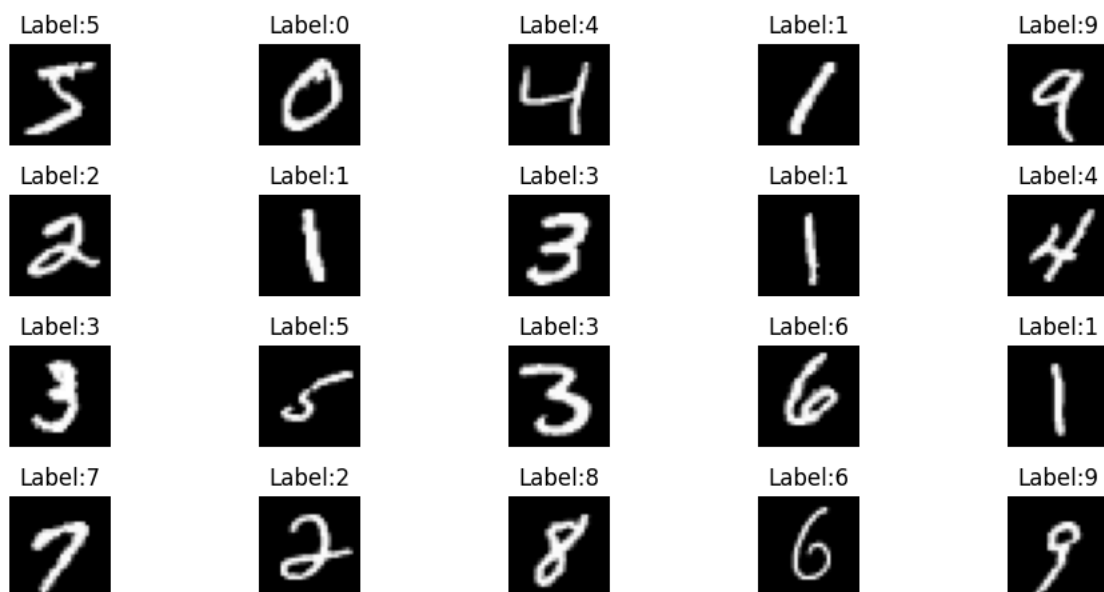 Label:5 Label:0 Label:4 Label:1 Label:9
5 0 4 1 9
Label:2 Label:1 Label:3 Label:1 Label:4
2 1 3 1 4
Label:3 Label:5 Label:3 Label:6 Label:1
3 5 3 6 1
Label:7 Label:2 Label:8 Label:6 Label:9
7 2 8 6 9